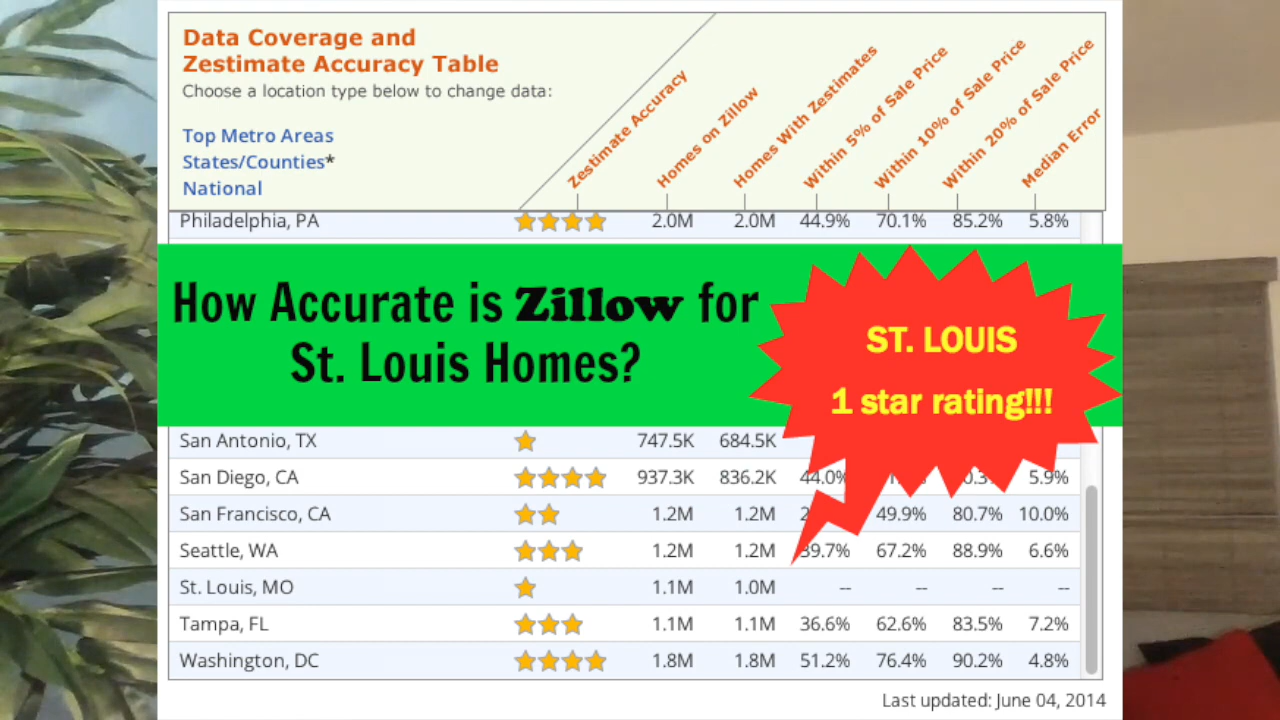 Data Coverage and
Zestimate Accuracy Table
Choose a location type below to change data:
Top Metro Areas
States/Counties*
National
Zestimate Accuracy
Homes on Zillow
Homes With Zestimates
Within 5% of Sale Price
Within 10% of Sale Price
Within 20% of Sale Price
Median Error
Philadelphia, PA 2.0M 2.0M 44.9% 70.1% 85.2% 5.8%
How Accurate is Zillow for
St. Louis Homes?
ST. LOUIS
1 star rating!!!
San Antonio, TX 747.5K 684.5K
San Diego, CA 937.3K 836.2K 44.0% 5.9%
San Francisco, CA 1.2M 1.2M 49.9% 80.7% 10.0%
Seattle, WA 1.2M 1.2M 39.7% 67.2% 88.9% 6.6%
St. Louis, MO 1.1M 1.0M -- -- -- --
Tampa, FL 1.1M 1.1M 36.6% 62.6% 83.5% 7.2%
Washington, DC 1.8M 1.8M 51.2% 76.4% 90.2% 4.8%
Last updated: June 04, 2014